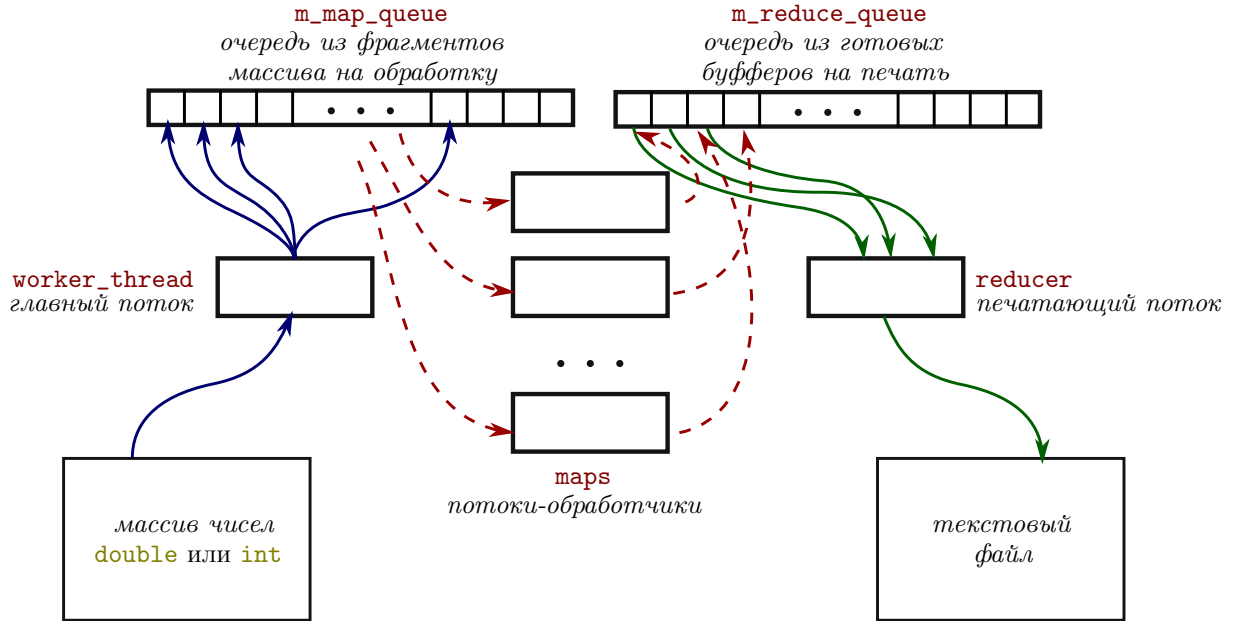 m_map_queue
очередь из фрагментов
массива на обработку
m_reduce_queue
очередь из готовых
буфферов на печать
worker_thread
главный поток
reducer
печатающий поток
maps
потоки-обработчики
массив чисел
double или int
текстовый
файл